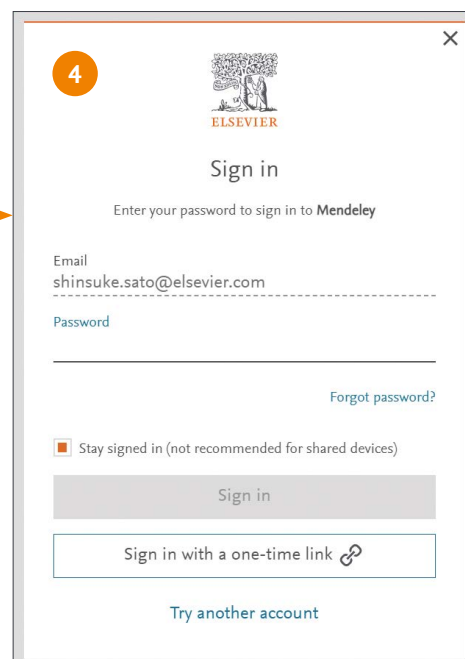 4
ELSEVIER
Sign in
Enter your password to sign in to Mendeley
Email
shinsuke.sato@elsevier.com
Password
Forgot password?
Stay signed in (not recommended for shared devices)
Sign in
Sign in with a one-time link
Try another account